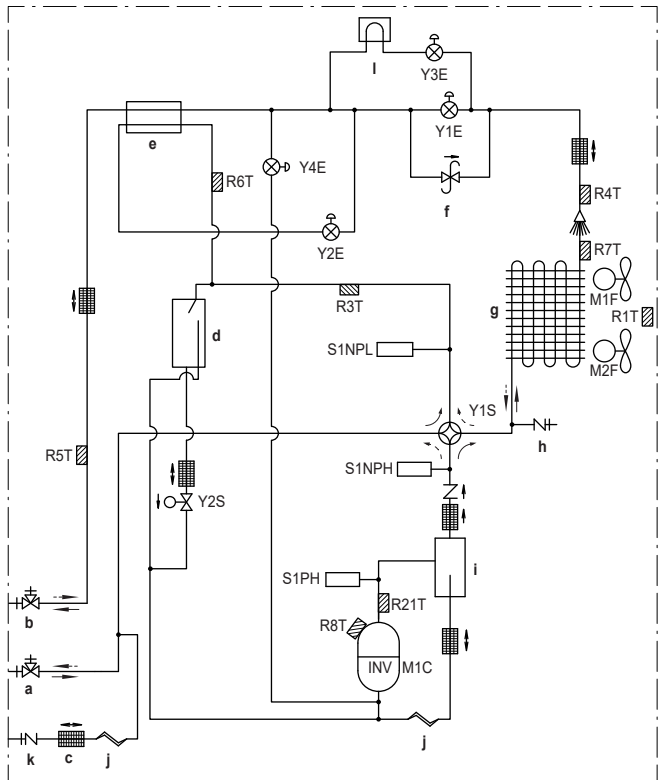 l
Y3E
Y1E
e
Y4E
R6T
f
R4T
Y2E
R7T
g
M1F
R3T
R1T
d
S1NPL
M2F
Y1S
h
R5T
S1NPH
Y2S
i
S1PH
R21T
b
R8T
INV
M1C
a
j
k
c
j